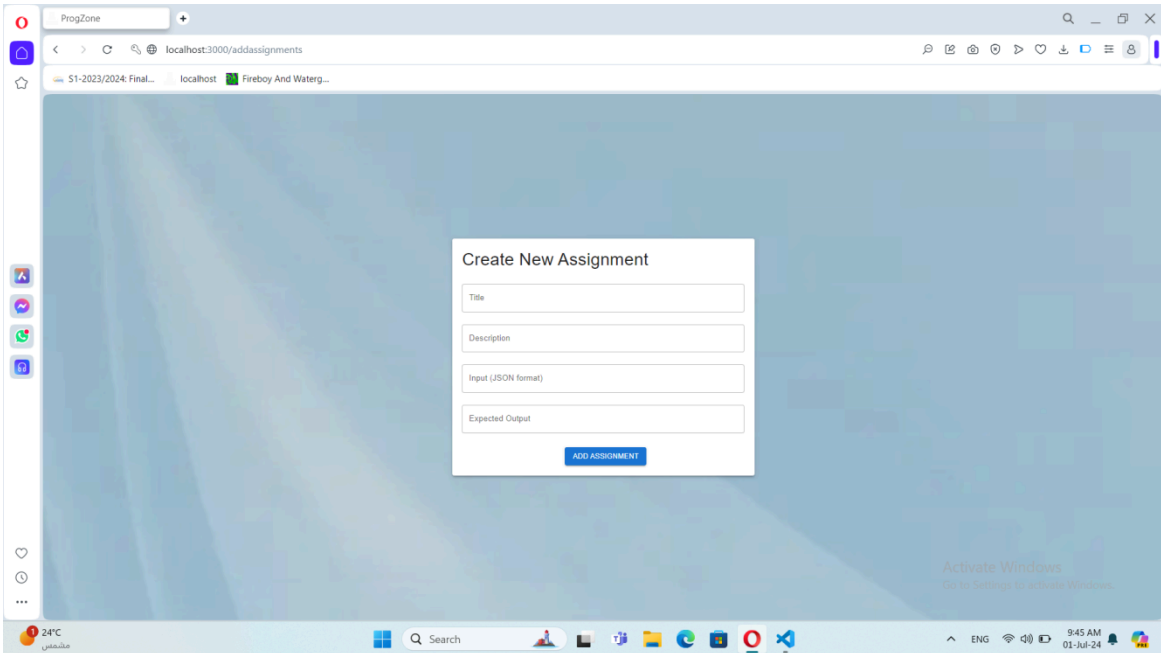 ProgZone
localhost:3000/addassignments
S1-2023/2024: Final...
localhost
Fireboy And Waterg...
Create New Assignment
Title
Description
Input (JSON format)
Expected Output
ADD ASSIGNMENT
Activate Windows
Go to Settings to activate Windows.
1
24°C
مشمس
Search
ENG
9:45 AM
01-Jul-24
PRE